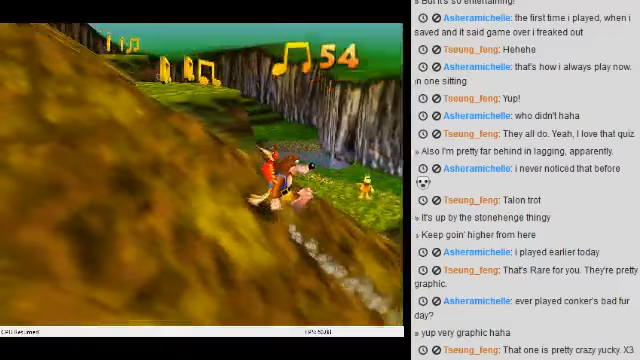 54
CPU Resumed
» But it's so entertaining!
Asheramichelle: the first time i played, when i
saved and it said game over i freaked out
Tseung_feng: Hehehe
Asheramichelle: that's how i always play now.
in one sitting
Tseung_feng: Yup!
Asheramichelle: who didn't haha
Tseung_feng: They all do. Yeah, I love that quiz
» Also I'm pretty far behind in lagging, apparently.
Asheramichelle: i never noticed that before
Tseung_feng: Talon trot
» It's up by the stonehenge thingy
» Keep goin' higher from here
Asheramichelle: i played earlier today
Tseung_feng: That's Rare for you. They're pretty
graphic.
Asheramichelle: ever played conker's bad fur
day?
» yup very graphic haha
Tseung_feng: That one is pretty crazy yucky. X3